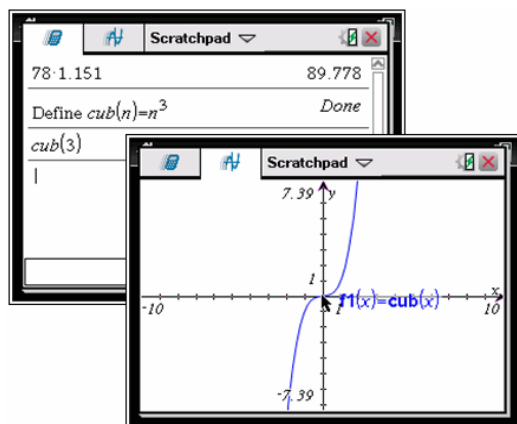 Scratchpad
78·1.151 89.778
Define cub(n)=n³ Done
cub(3)
Scratchpad
7.39 y
1
x
-10 1 10
f1(x)=cub(x)
-7.39